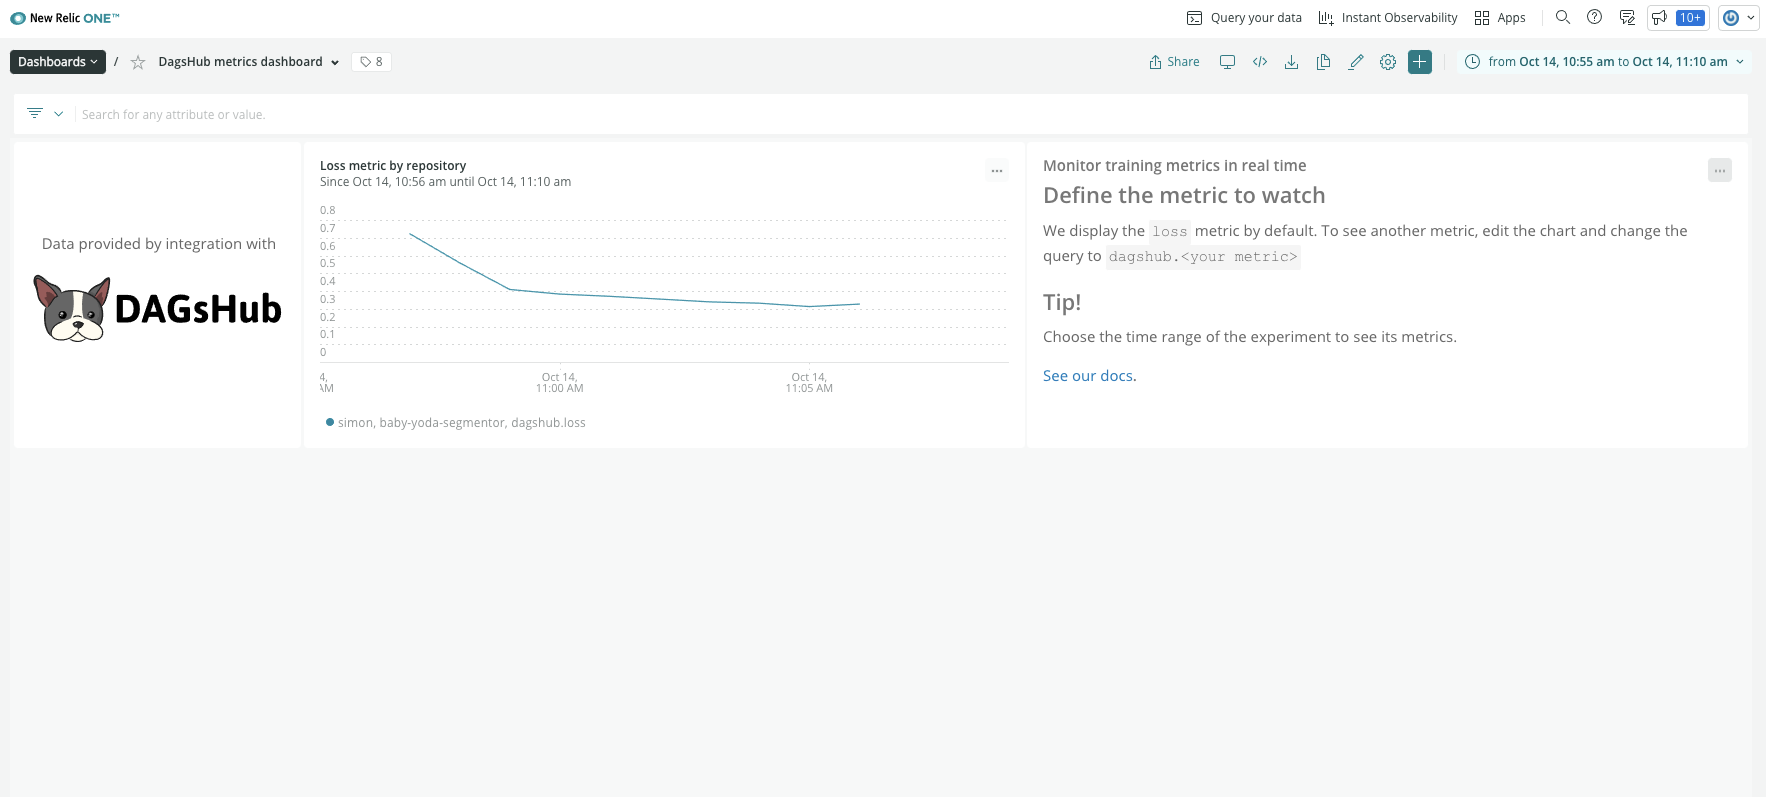 New Relic ONE™
Query your data
Instant Observability
Apps
10+
Dashboards / DagsHub metrics dashboard 8
Share
from Oct 14, 10:55 am to Oct 14, 11:10 am
Search for any attribute or value.
Data provided by integration with
DAGsHub
Loss metric by repository
Since Oct 14, 10:56 am until Oct 14, 11:10 am
...
0.8
0.7
0.6
0.5
0.4
0.3
0.2
0.1
0
4,
AM
Oct 14,
11:00 AM
Oct 14,
11:05 AM
simon, baby-yoda-segmentor, dagshub.loss
Monitor training metrics in real time
...
Define the metric to watch
We display the loss metric by default. To see another metric, edit the chart and change the
query to dagshub.<your metric>
Tip!
Choose the time range of the experiment to see its metrics.
See our docs.